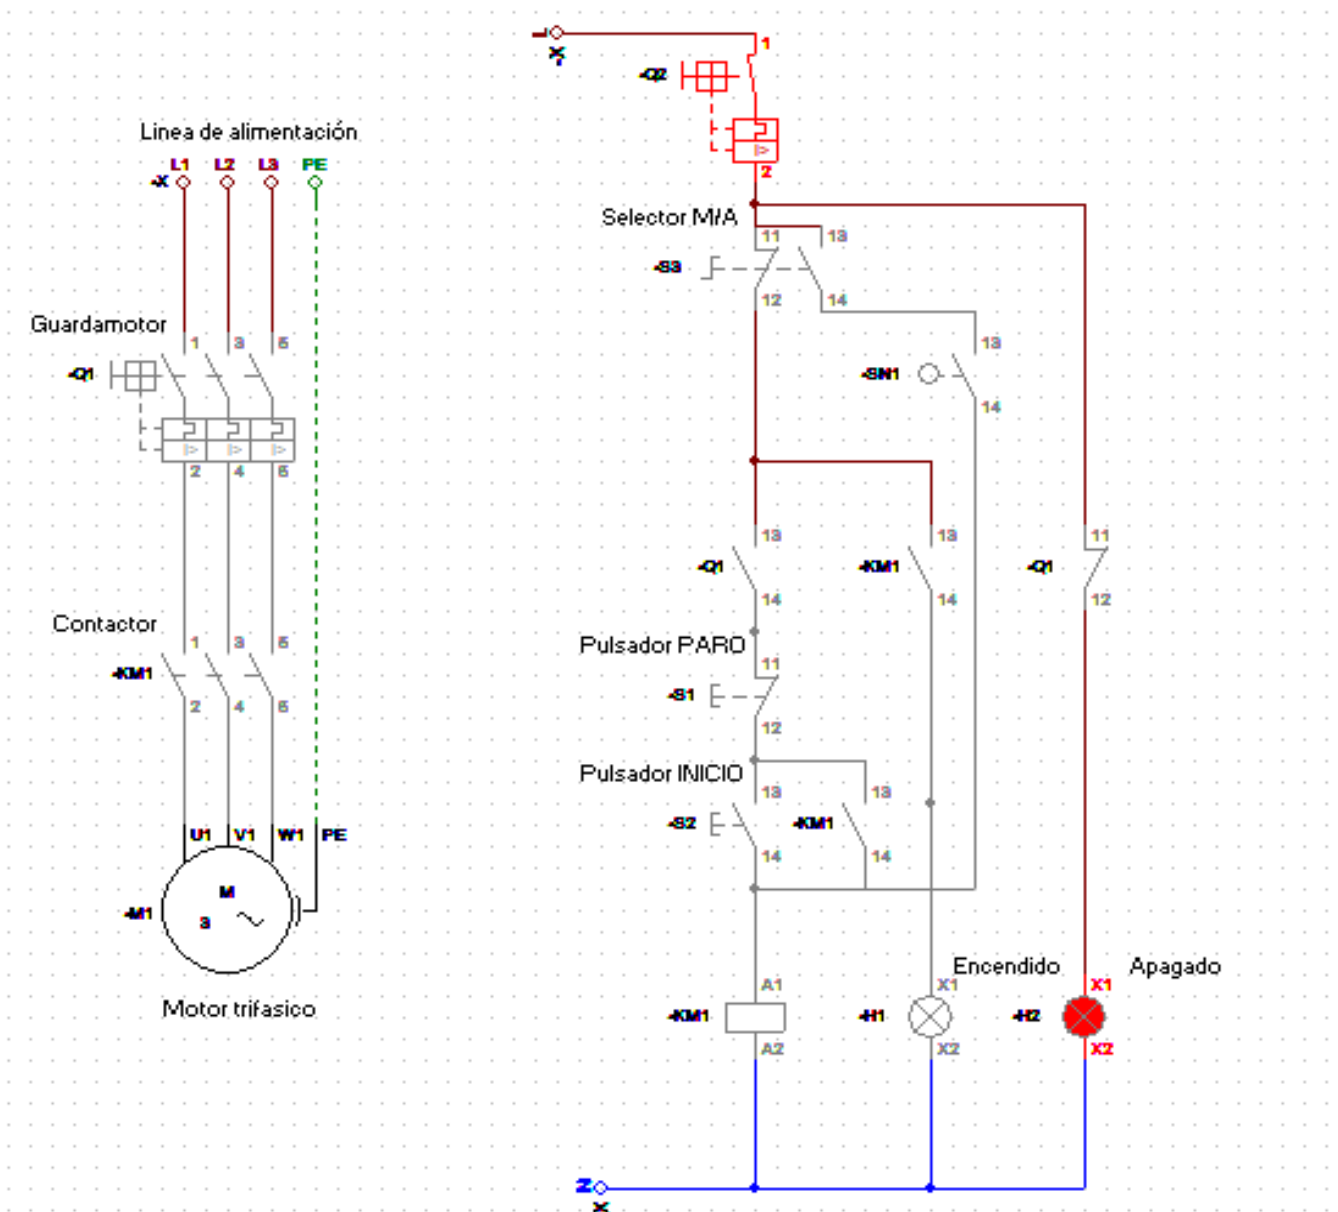 Linea de alimentación
L1 L2 L3 PE
-X
Guardamotor
1 3 5
-Q1
2 4 6
Contactor
1 3 5
-KM1
2 4 6
U1 V1 W1 PE
M
3
-M1
Motor trifasico
L
X
1
-Q2
2
Selector M/A
11 13
-S3
12 14
13
-SN1
14
13 13 11
-Q1 -KM1 -Q1
14 14 12
Pulsador PARO
11
-S1
12
Pulsador INICIO
13 13
-S2 -KM1
14 14
Encendido Apagado
A1 X1 X1
-KM1 -H1 -H2
A2 X2 X2
N
X